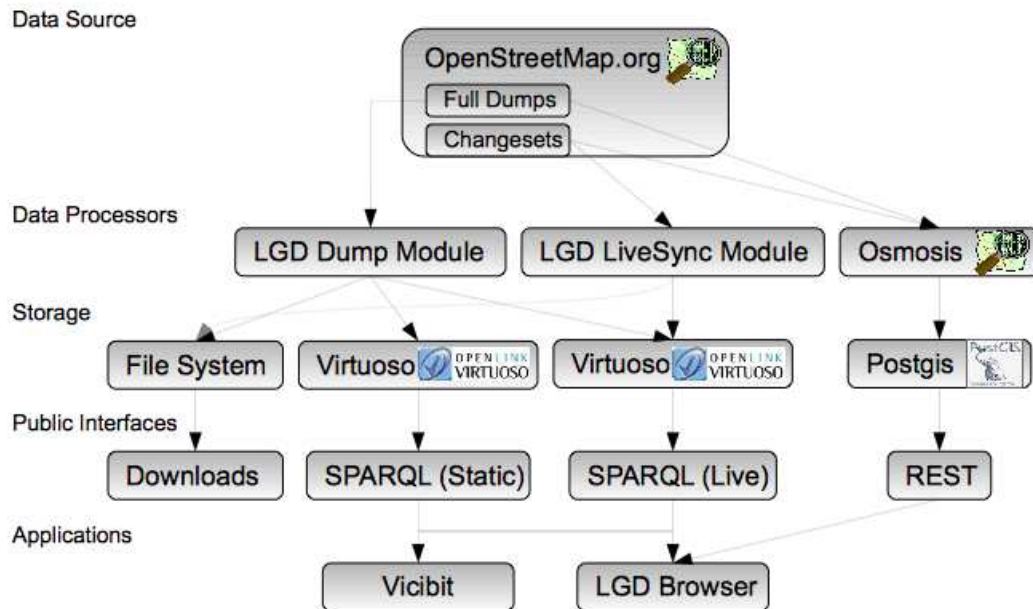 Data Source
OpenStreetMap.org
Full Dumps
Changesets
Data Processors
LGD Dump Module
LGD LiveSync Module
Osmosis
Storage
File System
Virtuoso OPENLINK VIRTUOSO
Virtuoso OPENLINK VIRTUOSO
Postgis PostGIS
Public Interfaces
Downloads
SPARQL (Static)
SPARQL (Live)
REST
Applications
Vicibit
LGD Browser